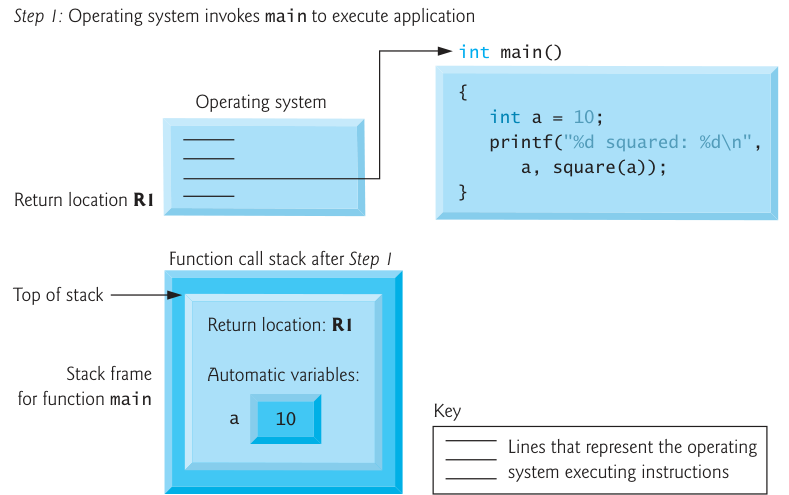 Step 1: Operating system invokes main to execute application
int main()
Operating system
{
int a = 10;
printf("%d squared: %d\n",
a, square(a));
}
Return location R1
Function call stack after Step 1
Top of stack
Return location: R1
Stack frame
for function main
Automatic variables:
a 10
Key
Lines that represent the operating
system executing instructions